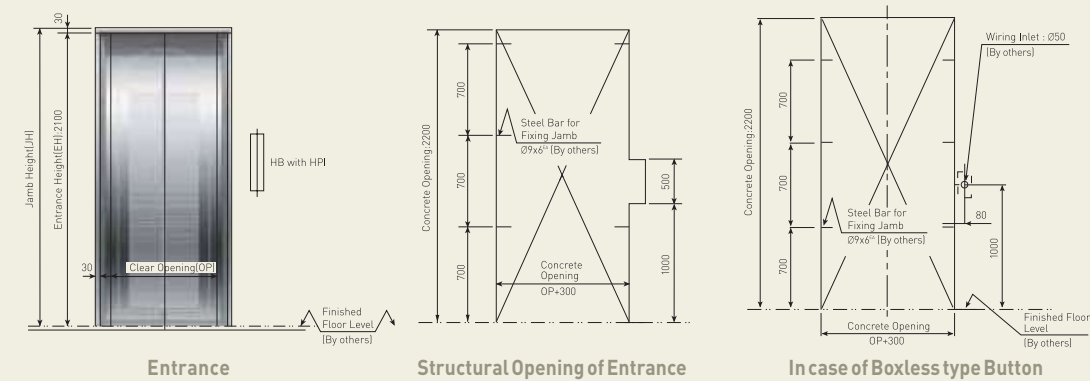 30
Jamb Height(JH)
Entrance Height(EH):2100
HB with HPI
30
Clear Opening(OP)
Finished
Floor Level
(By others)
Entrance
Concrete Opening:2200
700
700
700
Steel Bar for
Fixing Jamb
Ø9x6ᴱᴬ (By others)
500
1000
Concrete
Opening
OP+300
Structural Opening of Entrance
Wiring Inlet : Ø50
(By others)
Concrete Opening:2200
700
700
700
Steel Bar for
Fixing Jamb
Ø9x6ᴱᴬ (By others)
80
1000
Concrete Opening
OP+300
Finished Floor
Level
(By others)
In case of Boxless type Button